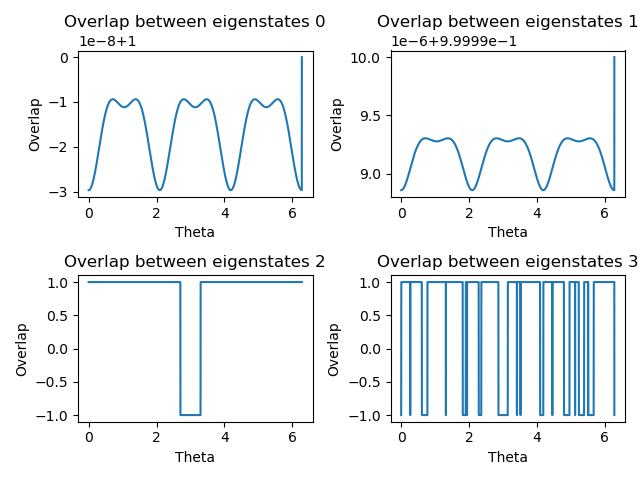 Overlap between eigenstates 0
1e−8+1
0
−1
−2
−3
Overlap
0 2 4 6
Theta
Overlap between eigenstates 1
1e−6+9.9999e−1
10.0
9.5
9.0
Overlap
0 2 4 6
Theta
Overlap between eigenstates 2
1.0
0.5
0.0
−0.5
−1.0
Overlap
0 2 4 6
Theta
Overlap between eigenstates 3
1.0
0.5
0.0
−0.5
−1.0
Overlap
0 2 4 6
Theta